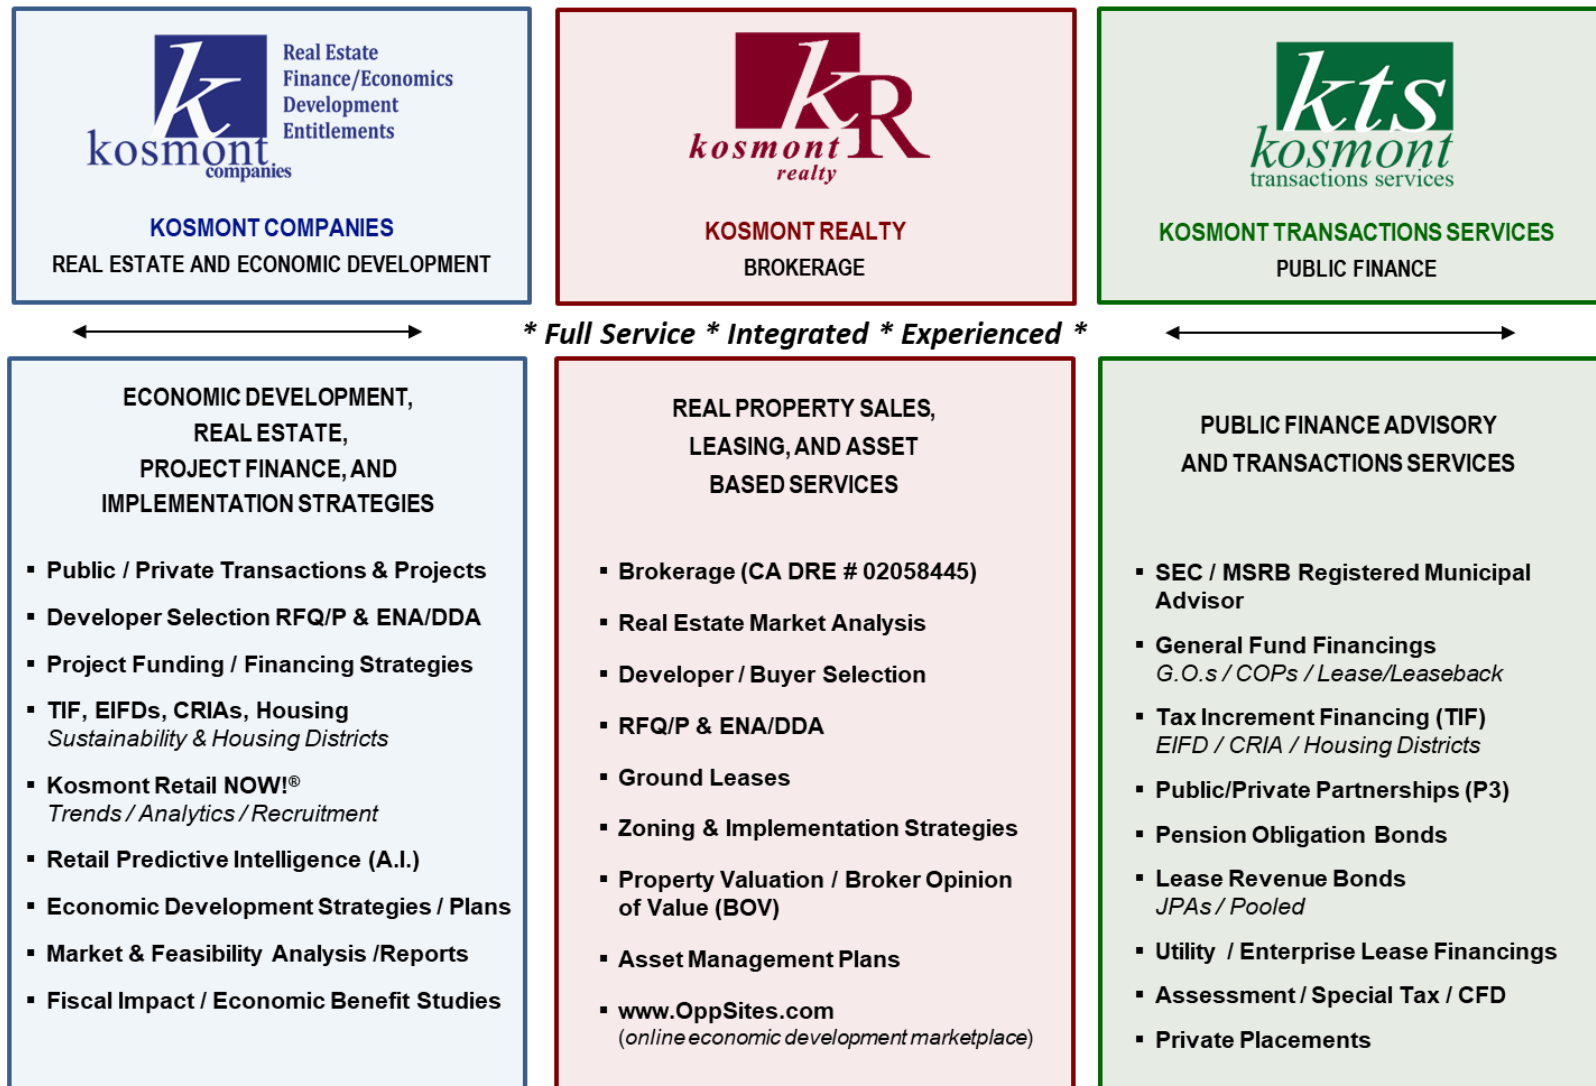 k
kosmont
companies
Real Estate
Finance/Economics
Development
Entitlements
KOSMONT COMPANIES
REAL ESTATE AND ECONOMIC DEVELOPMENT
kR
kosmont
realty
KOSMONT REALTY
BROKERAGE
kts
kosmont
transactions services
KOSMONT TRANSACTIONS SERVICES
PUBLIC FINANCE
* Full Service * Integrated * Experienced *
ECONOMIC DEVELOPMENT,
REAL ESTATE,
PROJECT FINANCE, AND
IMPLEMENTATION STRATEGIES
▪ Public / Private Transactions & Projects
▪ Developer Selection RFQ/P & ENA/DDA
▪ Project Funding / Financing Strategies
▪ TIF, EIFDs, CRIAs, Housing
Sustainability & Housing Districts
▪ Kosmont Retail NOW!®
Trends / Analytics / Recruitment
▪ Retail Predictive Intelligence (A.I.)
▪ Economic Development Strategies / Plans
▪ Market & Feasibility Analysis /Reports
▪ Fiscal Impact / Economic Benefit Studies
REAL PROPERTY SALES,
LEASING, AND ASSET
BASED SERVICES
▪ Brokerage (CA DRE # 02058445)
▪ Real Estate Market Analysis
▪ Developer / Buyer Selection
▪ RFQ/P & ENA/DDA
▪ Ground Leases
▪ Zoning & Implementation Strategies
▪ Property Valuation / Broker Opinion
of Value (BOV)
▪ Asset Management Plans
▪ www.OppSites.com
(online economic development marketplace)
PUBLIC FINANCE ADVISORY
AND TRANSACTIONS SERVICES
▪ SEC / MSRB Registered Municipal
Advisor
▪ General Fund Financings
G.O.s / COPs / Lease/Leaseback
▪ Tax Increment Financing (TIF)
EIFD / CRIA / Housing Districts
▪ Public/Private Partnerships (P3)
▪ Pension Obligation Bonds
▪ Lease Revenue Bonds
JPAs / Pooled
▪ Utility / Enterprise Lease Financings
▪ Assessment / Special Tax / CFD
▪ Private Placements